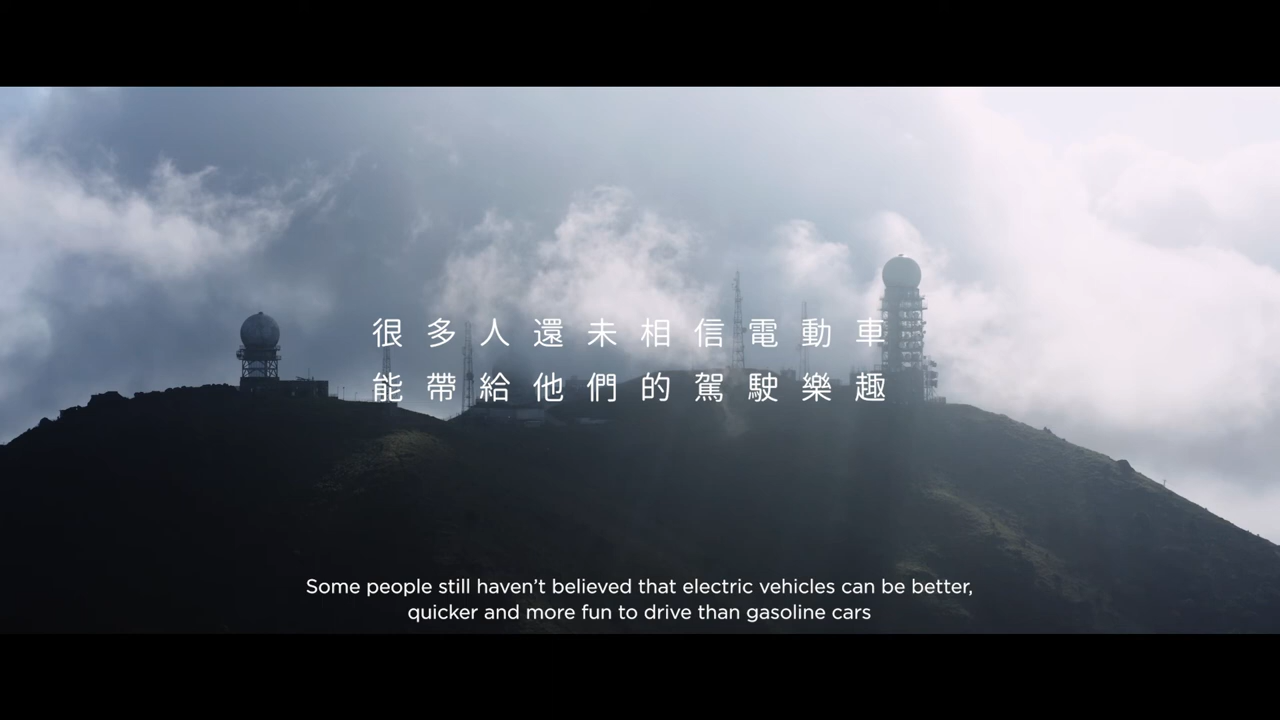 很多人還未相信電動車
能帶給他們的駕駛樂趣
Some people still haven't believed that electric vehicles can be better,
quicker and more fun to drive than gasoline cars